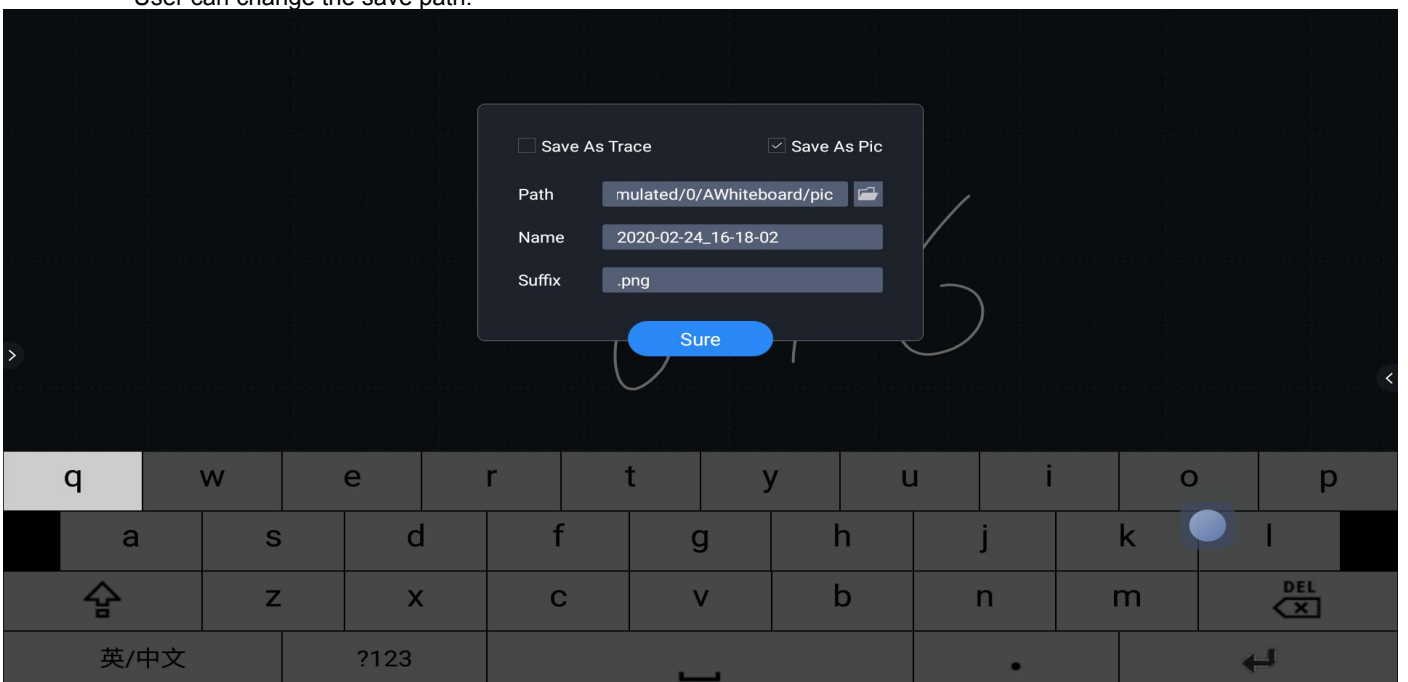 User can change the save path.
Save As Trace Save As Pic
Path mulated/0/AWhiteboard/pic
Name 2020-02-24_16-18-02
Suffix .png
Sure
q w e r t y u i o p
a s d f g h j k l
z x c v b n m DEL
英/中文 ?123 .